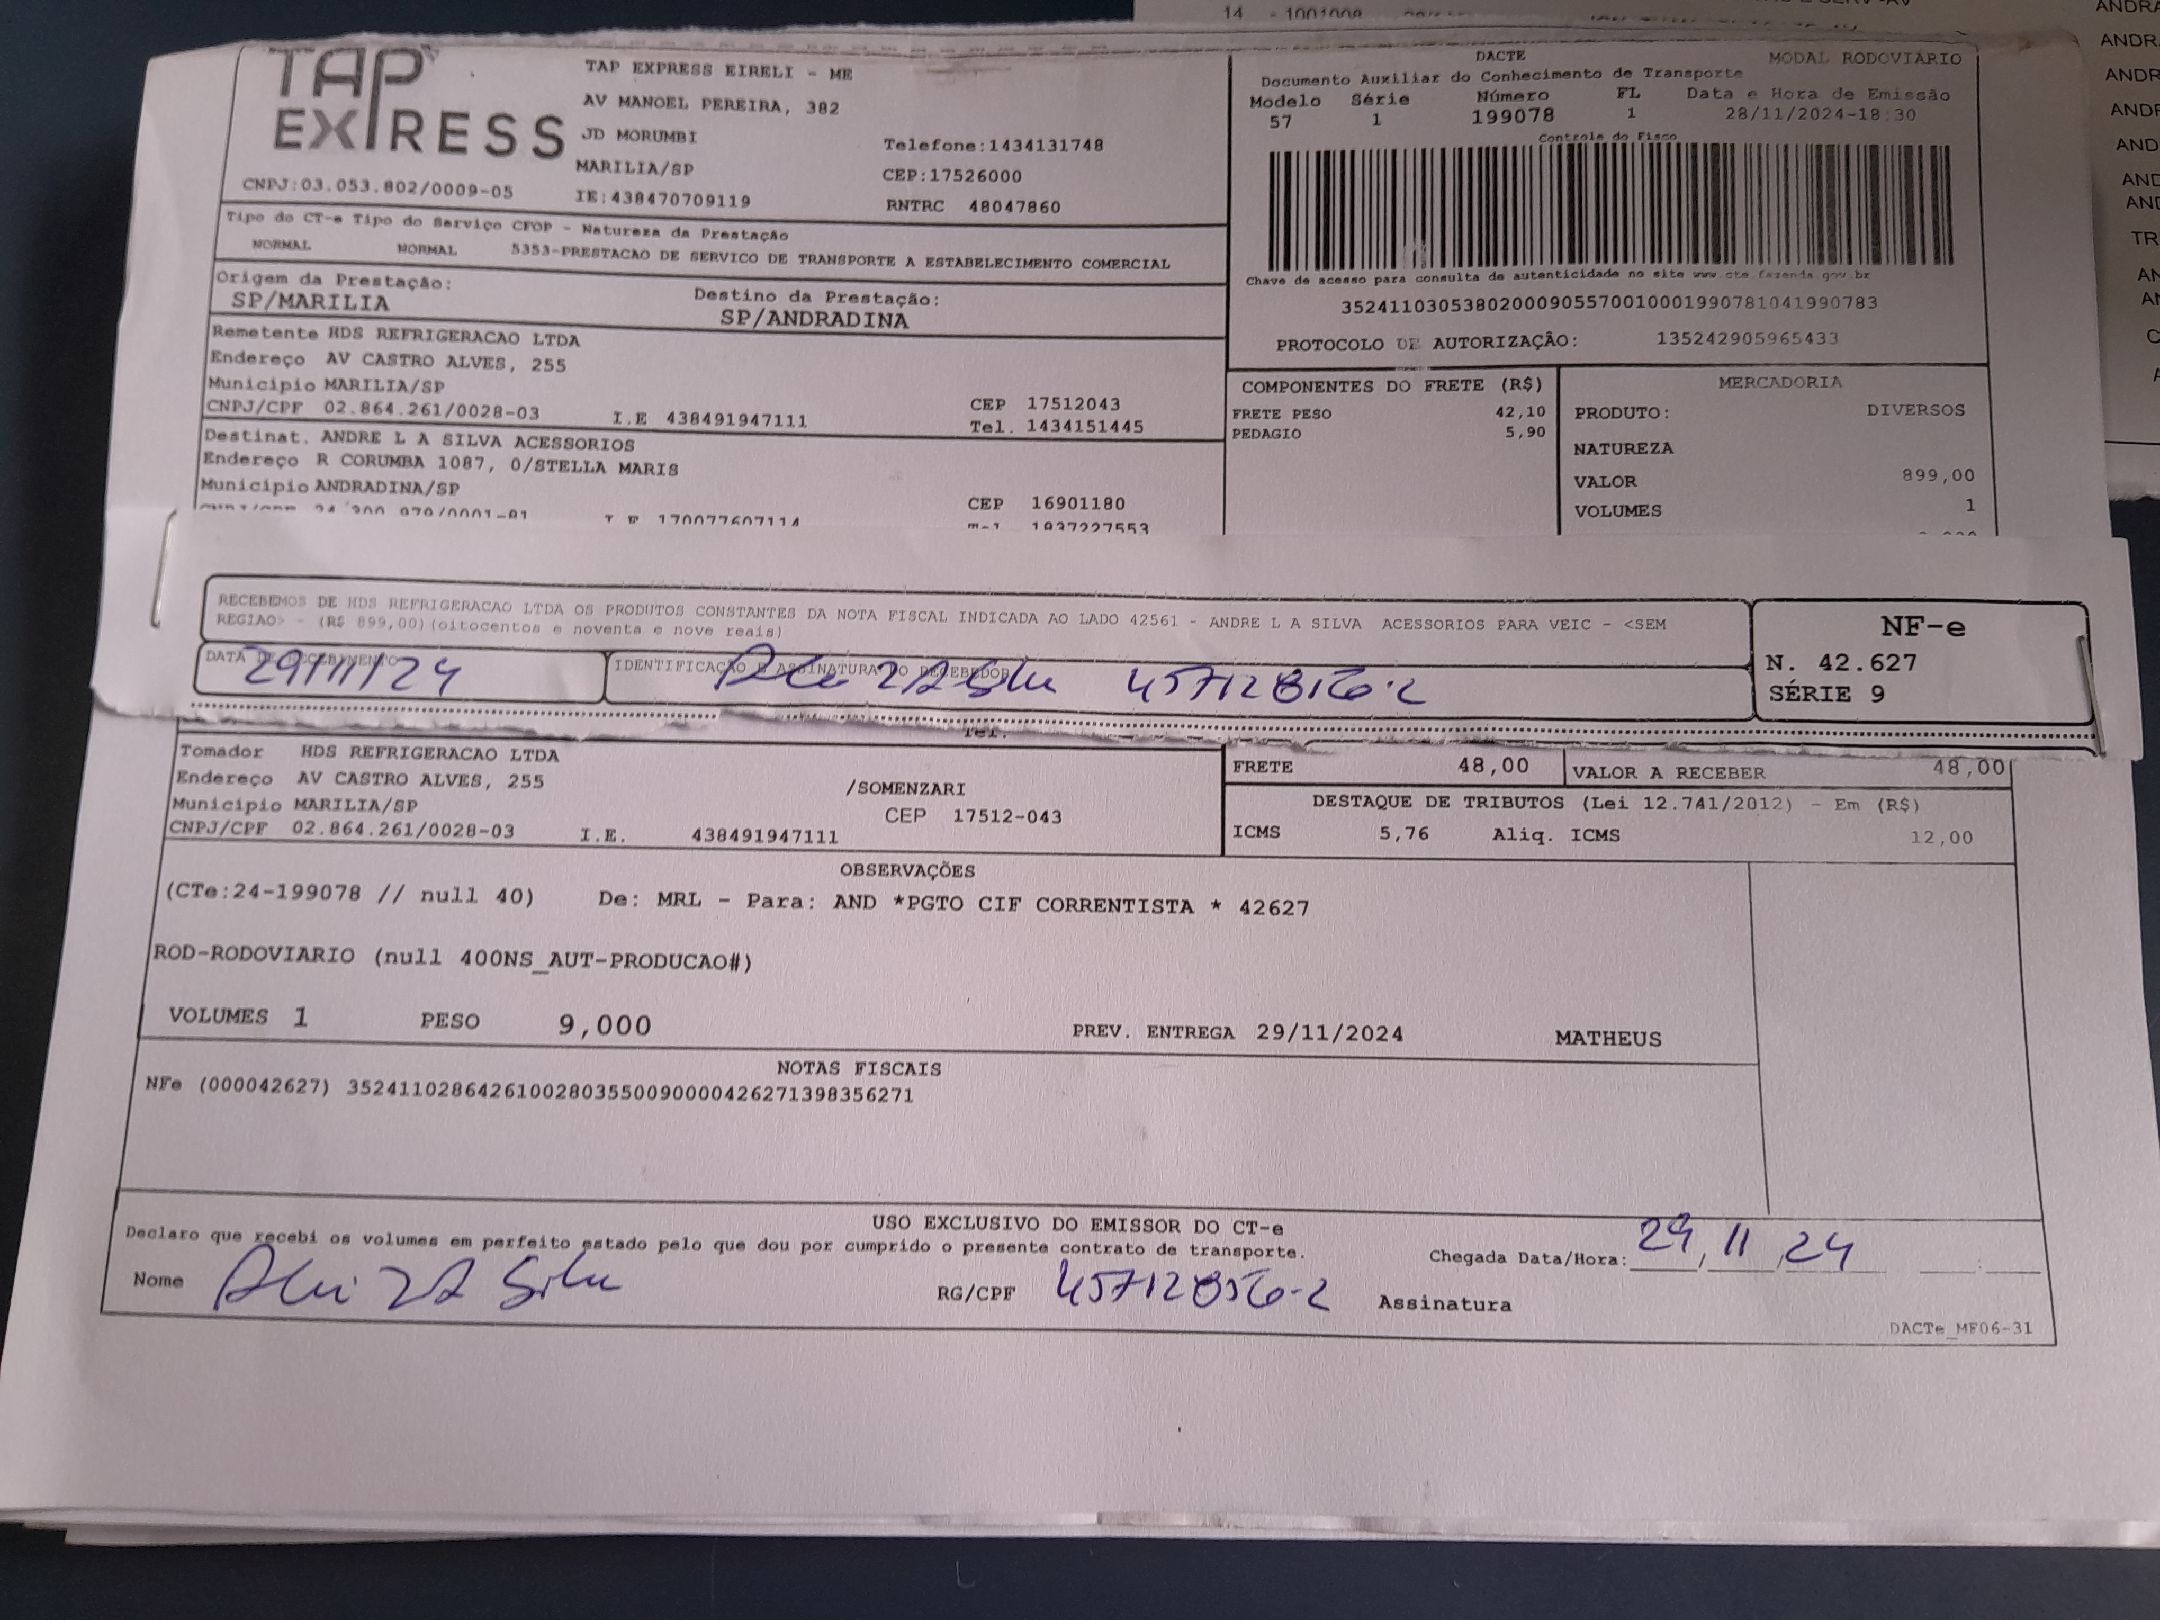 14 - 1001008
TAP EXPRESS
TAP EXPRESS EIRELI - ME
AV MANOEL PEREIRA, 382
JD MORUMBI
Telefone:1434131748
MARILIA/SP
CEP:17526000
CNPJ:03.053.802/0009-05
IE:438470709119
RNTRC 48047860
DACTE
MODAL RODOVIARIO
Documento Auxiliar do Conhecimento de Transporte
Modelo Série Número FL Data e Hora de Emissão
57 1 199078 1 28/11/2024-18:30
Controle do Fisco
Chave de acesso para consulta de autenticidade no site www.cte.fazenda.gov.br
35241103053802000905570010001990781041990783
PROTOCOLO DE AUTORIZAÇÃO: 135242905965433
Tipo do CT-e Tipo do Serviço CFOP - Natureza da Prestação
NORMAL NORMAL 5353-PRESTACAO DE SERVICO DE TRANSPORTE A ESTABELECIMENTO COMERCIAL
Origem da Prestação: Destino da Prestação:
SP/MARILIA SP/ANDRADINA
Remetente HDS REFRIGERACAO LTDA
Endereço AV CASTRO ALVES, 255
Municipio MARILIA/SP
CEP 17512043
CNPJ/CPF 02.864.261/0028-03 I.E 438491947111 Tel. 1434151445
Destinat. ANDRE L A SILVA ACESSORIOS
Endereço R CORUMBA 1087, 0/STELLA MARIS
Municipio ANDRADINA/SP
CEP 16901180
COMPONENTES DO FRETE (R$)
FRETE PESO 42,10
PEDAGIO 5,90
MERCADORIA
PRODUTO: DIVERSOS
NATUREZA
VALOR 899,00
VOLUMES 1
RECEBEMOS DE HDS REFRIGERACAO LTDA OS PRODUTOS CONSTANTES DA NOTA FISCAL INDICADA AO LADO 42561 - ANDRE L A SILVA ACESSORIOS PARA VEIC - <SEM
REGIAO> - (R$ 899,00)(oitocentos e noventa e nove reais)
DATA DE RECEBIMENTO
29/11/24
IDENTIFICAÇÃO E ASSINATURA DO RECEBEDOR
45712856-2
NF-e
N. 42.627
SÉRIE 9
Tel.
Tomador HDS REFRIGERACAO LTDA
Endereço AV CASTRO ALVES, 255 /SOMENZARI
Municipio MARILIA/SP CEP 17512-043
CNPJ/CPF 02.864.261/0028-03 I.E. 438491947111
FRETE 48,00 VALOR A RECEBER 48,00
DESTAQUE DE TRIBUTOS (Lei 12.741/2012) - Em (R$)
ICMS 5,76 Aliq. ICMS 12,00
OBSERVAÇÕES
(CTe:24-199078 // null 40) De: MRL - Para: AND *PGTO CIF CORRENTISTA * 42627
ROD-RODOVIARIO (null 400NS_AUT-PRODUCAO#)
VOLUMES 1 PESO 9,000 PREV. ENTREGA 29/11/2024 MATHEUS
NOTAS FISCAIS
NFe (000042627) 35241102864261002803550090000426271398356271
USO EXCLUSIVO DO EMISSOR DO CT-e
Declaro que recebi os volumes em perfeito estado pelo que dou por cumprido o presente contrato de transporte.
Chegada Data/Hora: 29/11/24 :
Nome RG/CPF 45712856-2 Assinatura
DACTe_MF06-31